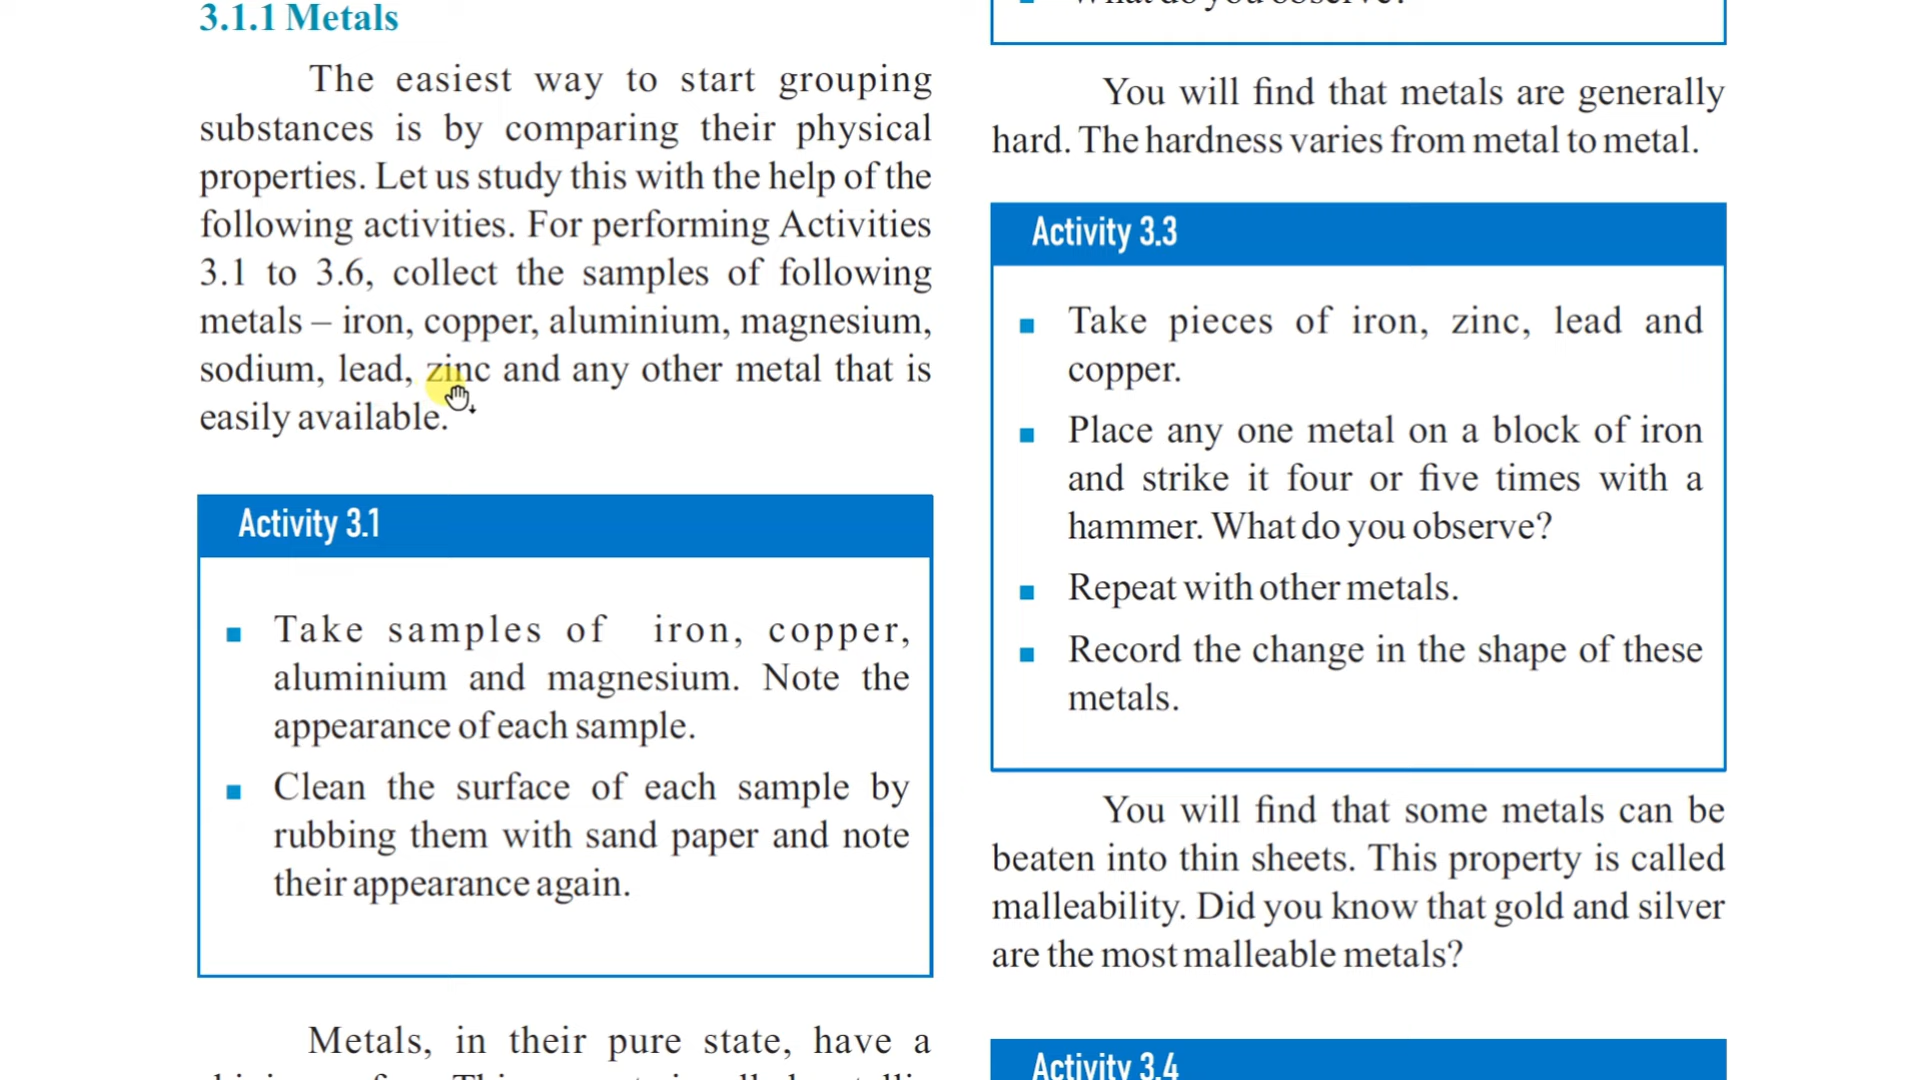 3.1.1 Metals
The easiest way to start grouping
substances is by comparing their physical
properties. Let us study this with the help of the
following activities. For performing Activities
3.1 to 3.6, collect the samples of following
metals – iron, copper, aluminium, magnesium,
sodium, lead, zinc and any other metal that is
easily available.
Activity 3.1
■ Take samples of iron, copper,
aluminium and magnesium. Note the
appearance of each sample.
■ Clean the surface of each sample by
rubbing them with sand paper and note
their appearance again.
Metals, in their pure state, have a
What do you observe?
You will find that metals are generally
hard. The hardness varies from metal to metal.
Activity 3.3
■ Take pieces of iron, zinc, lead and
copper.
■ Place any one metal on a block of iron
and strike it four or five times with a
hammer. What do you observe?
■ Repeat with other metals.
■ Record the change in the shape of these
metals.
You will find that some metals can be
beaten into thin sheets. This property is called
malleability. Did you know that gold and silver
are the most malleable metals?
Activity 3.4